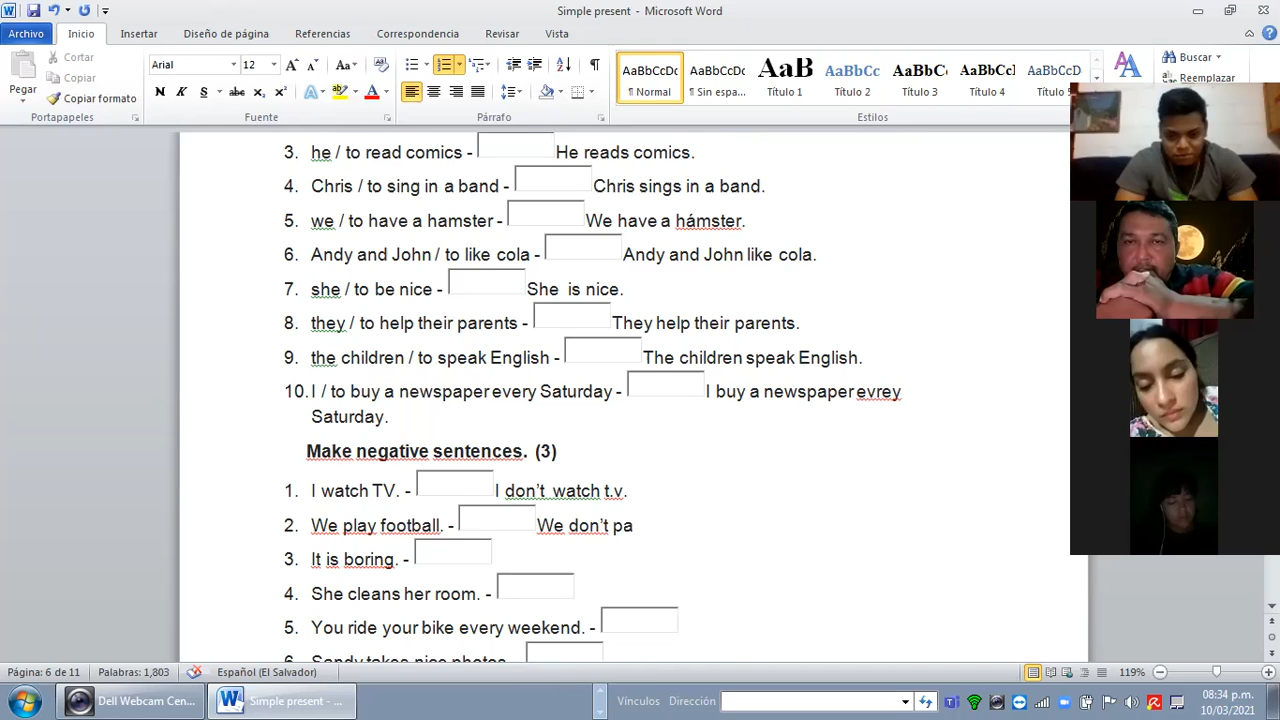 Simple present - Microsoft Word
Archivo Inicio Insertar Diseño de página Referencias Correspondencia Revisar Vista
Pegar
Cortar
Copiar
Copiar formato
Portapapeles
Arial 12
Fuente
Párrafo
AaBbCcDc AaBbCcDc AaB AaBbCc AaBbCc AaBbCc AaBbCcD
¶ Normal ¶ Sin espa... Título 1 Título 2 Título 3 Título 4 Título 5
Estilos
Buscar
Reemplazar
3. he / to read comics - He reads comics.
4. Chris / to sing in a band - Chris sings in a band.
5. we / to have a hamster - We have a hámster.
6. Andy and John / to like cola - Andy and John like cola.
7. she / to be nice - She is nice.
8. they / to help their parents - They help their parents.
9. the children / to speak English - The children speak English.
10. I / to buy a newspaper every Saturday - I buy a newspaper evrey
Saturday.
Make negative sentences. (3)
1. I watch TV. - I don't watch t.v.
2. We play football. - We don't pa
3. It is boring. -
4. She cleans her room. -
5. You ride your bike every weekend. -
6. Sandy takes nice photos. -
Página: 6 de 11 Palabras: 1,803 Español (El Salvador) 119%
Dell Webcam Cen... Simple present - ... Vínculos Dirección
08:34 p.m.
10/03/2021